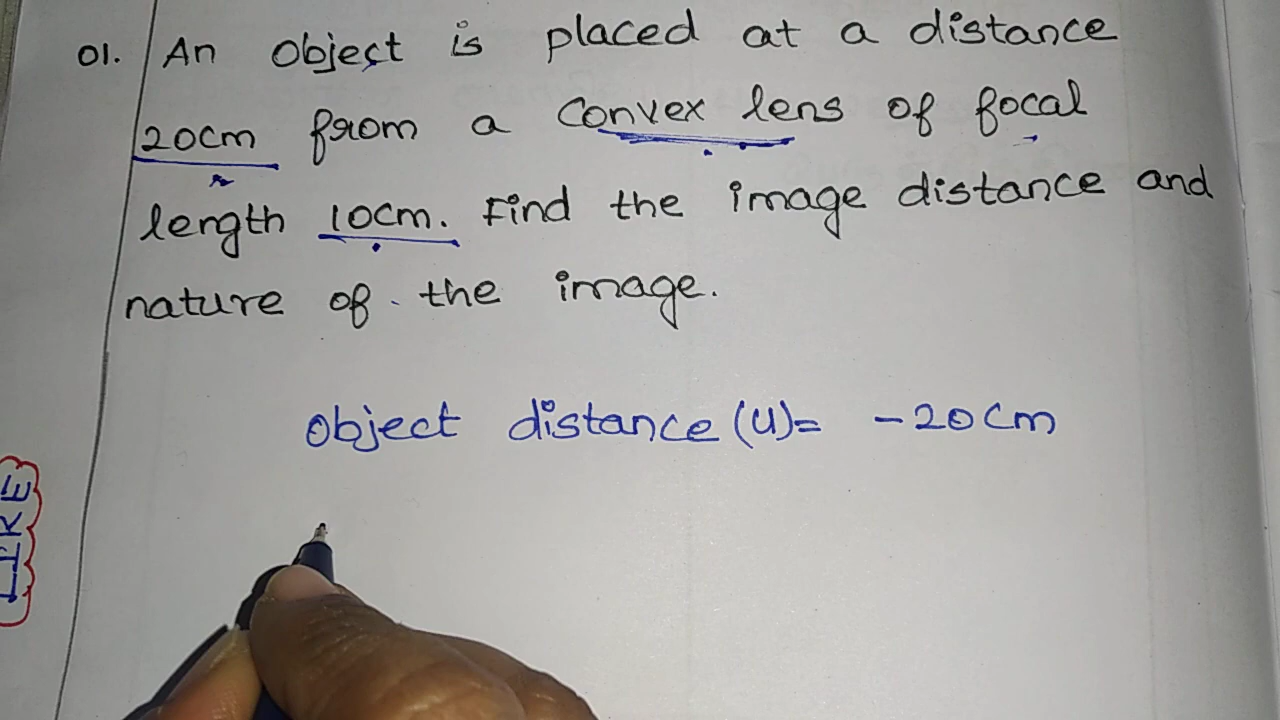 01. An object is placed at a distance
20cm from a convex lens of focal
length 10cm. Find the image distance and
nature of the image.
object distance (u)= -20cm
LIKE